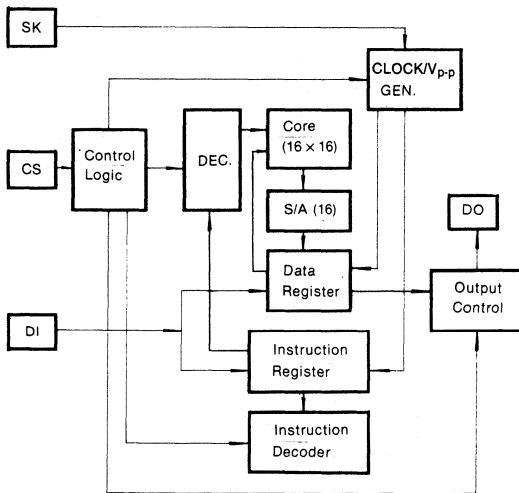 SK
CLOCK/Vp-p
GEN.
Core
(16 × 16)
DEC.
Control
Logic
CS
S/A (16)
DO
Data
Register
Output
Control
DI
Instruction
Register
Instruction
Decoder